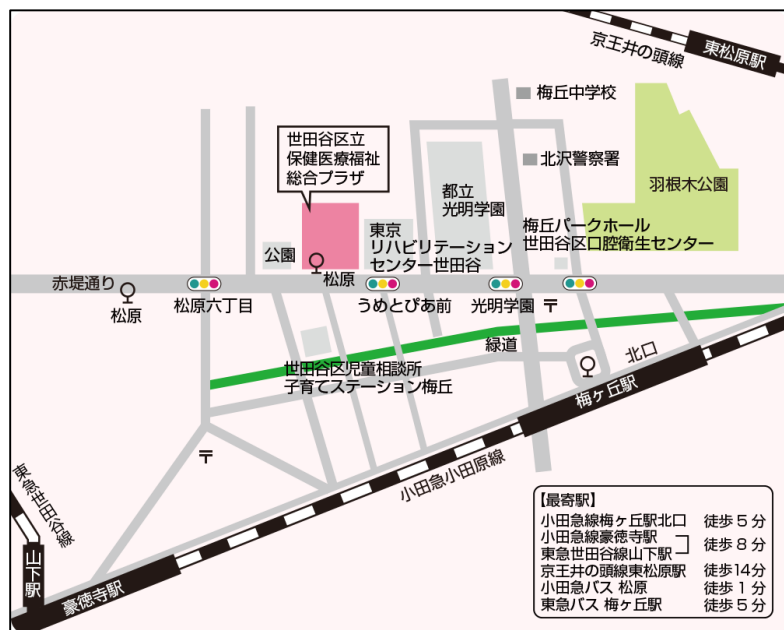 京王井の頭線
東松原駅
梅丘中学校
世田谷区立
保健医療福祉
総合プラザ
北沢警察署
羽根木公園
都立
光明学園
梅丘パークホール
世田谷区口腔衛生センター
東京
リハビリテーション
センター世田谷
公園
松原
赤堤通り
松原
松原六丁目
うめとぴあ前
光明学園
〒
緑道
北口
世田谷区児童相談所
子育てステーション梅丘
梅ヶ丘駅
〒
小田急小田原線
東急世田谷線
山下駅
豪徳寺駅
【最寄駅】
小田急線梅ヶ丘駅北口 徒歩5分
小田急線豪徳寺駅
東急世田谷線山下駅 徒歩8分
京王井の頭線東松原駅 徒歩14分
小田急バス 松原 徒歩1分
東急バス 梅ヶ丘駅 徒歩5分